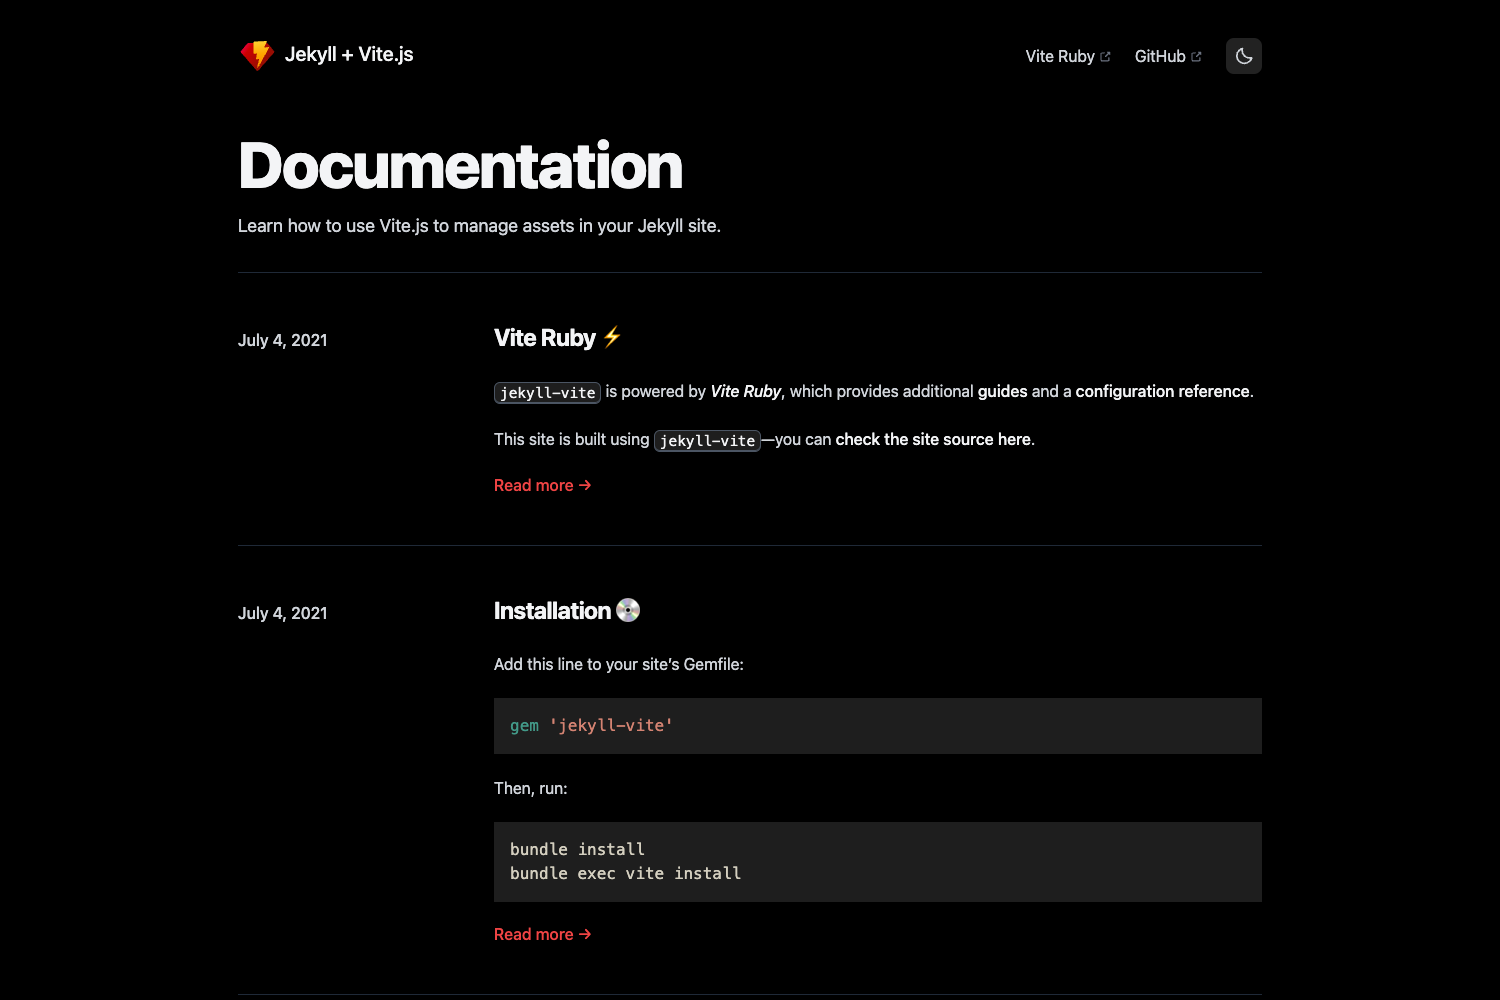 Jekyll + Vite.js
Vite Ruby
GitHub
Documentation
Learn how to use Vite.js to manage assets in your Jekyll site.
July 4, 2021
Vite Ruby ⚡
jekyll-vite is powered by Vite Ruby, which provides additional guides and a configuration reference.
This site is built using jekyll-vite—you can check the site source here.
Read more →
July 4, 2021
Installation 💿
Add this line to your site’s Gemfile:
gem 'jekyll-vite'
Then, run:
bundle install
bundle exec vite install
Read more →